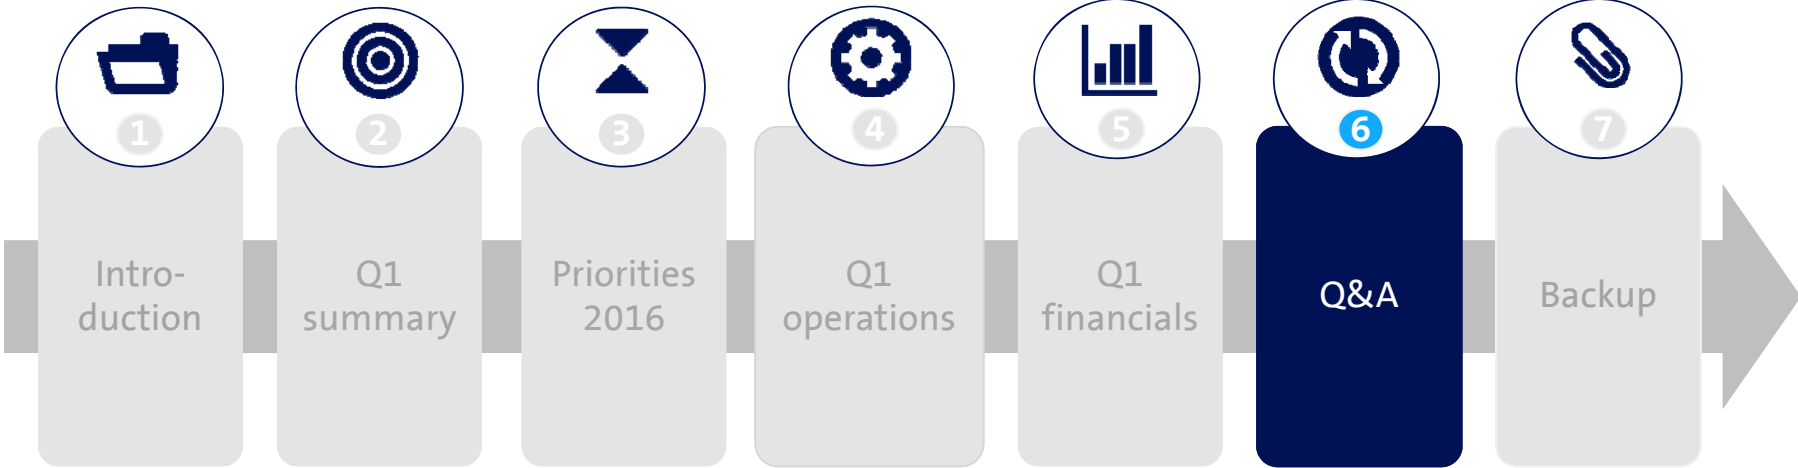 1
Intro-
duction
2
Q1
summary
3
Priorities
2016
4
Q1
operations
5
Q1
financials
6
Q&A
7
Backup